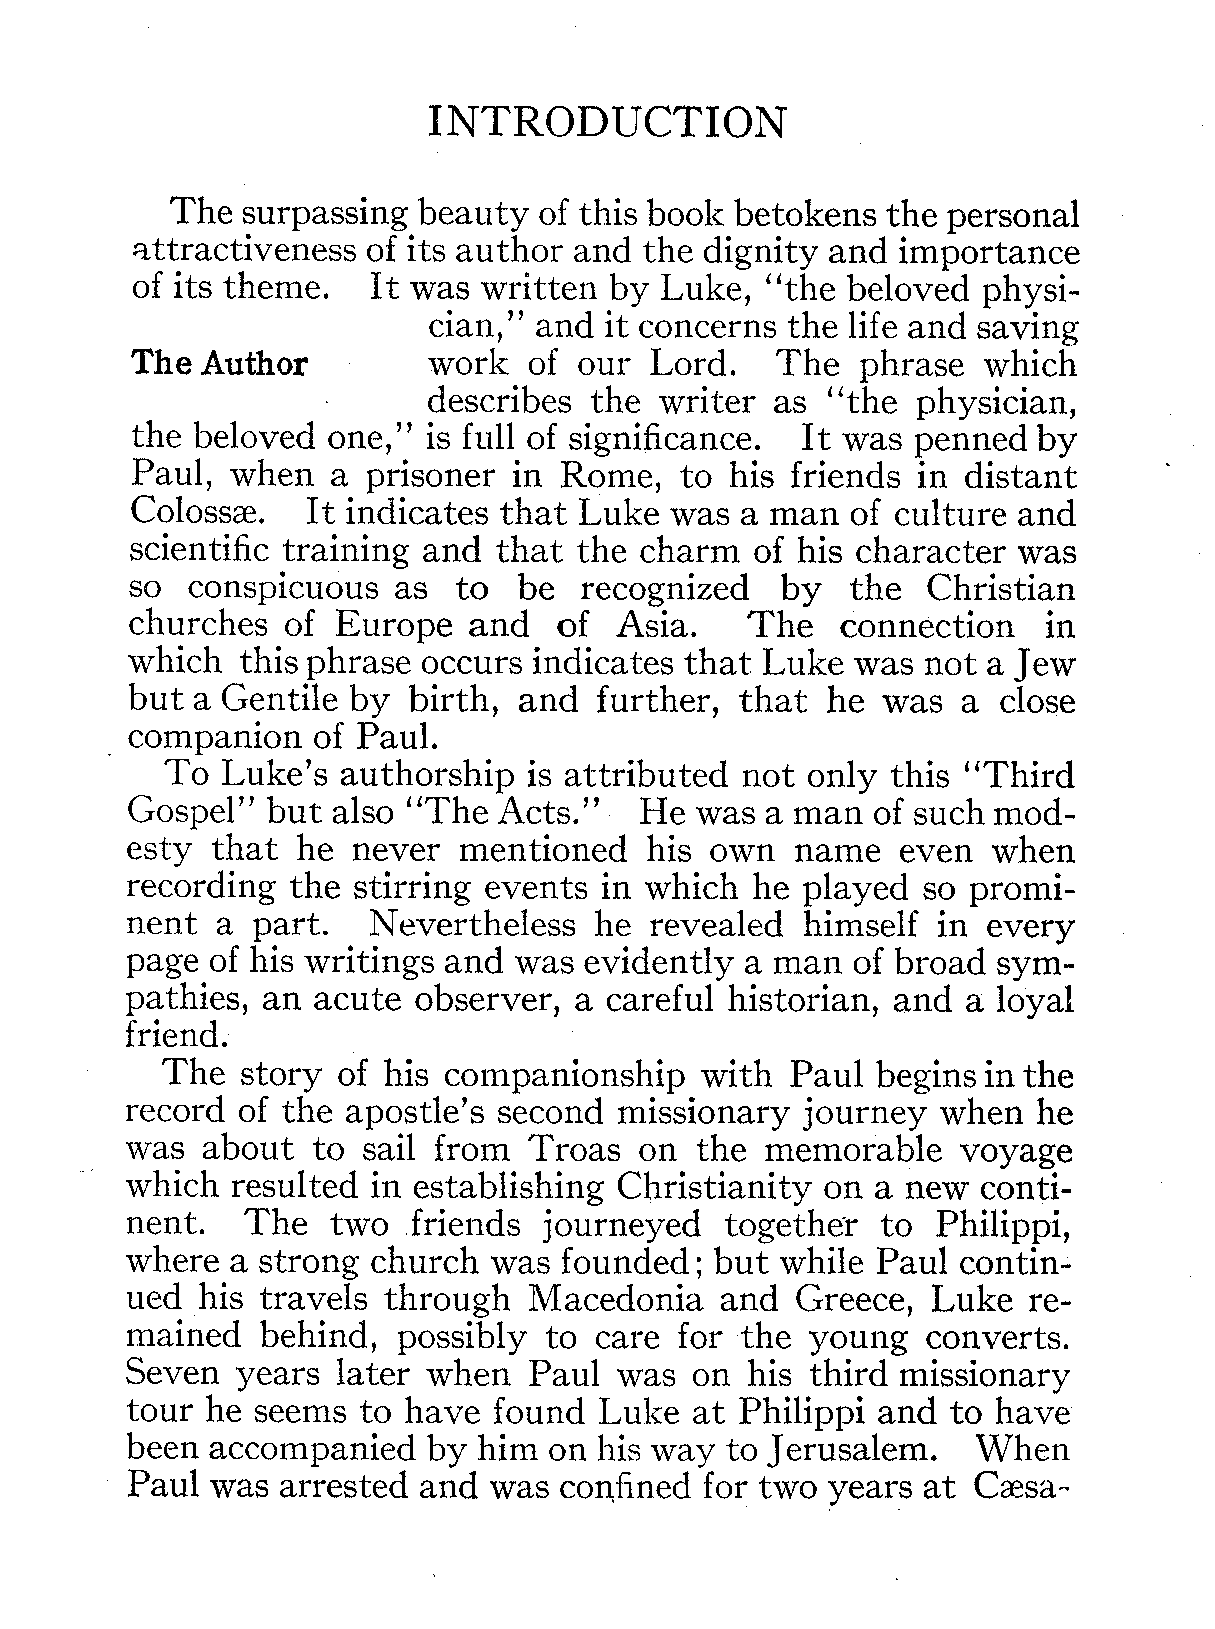 INTRODUCTION
The surpassing beauty of this book betokens the personal
attractiveness of its author and the dignity and importance
of its theme. It was written by Luke, "the beloved physi-
cian," and it concerns the life and saving
The Author work of our Lord. The phrase which
describes the writer as "the physician,
the beloved one," is full of significance. It was penned by
Paul, when a prisoner in Rome, to his friends in distant
Colossæ. It indicates that Luke was a man of culture and
scientific training and that the charm of his character was
so conspicuous as to be recognized by the Christian
churches of Europe and of Asia. The connection in
which this phrase occurs indicates that Luke was not a Jew
but a Gentile by birth, and further, that he was a close
companion of Paul.
To Luke's authorship is attributed not only this "Third
Gospel" but also "The Acts." He was a man of such mod-
esty that he never mentioned his own name even when
recording the stirring events in which he played so promi-
nent a part. Nevertheless he revealed himself in every
page of his writings and was evidently a man of broad sym-
pathies, an acute observer, a careful historian, and a loyal
friend.
The story of his companionship with Paul begins in the
record of the apostle's second missionary journey when he
was about to sail from Troas on the memorable voyage
which resulted in establishing Christianity on a new conti-
nent. The two friends journeyed together to Philippi,
where a strong church was founded; but while Paul contin-
ued his travels through Macedonia and Greece, Luke re-
mained behind, possibly to care for the young converts.
Seven years later when Paul was on his third missionary
tour he seems to have found Luke at Philippi and to have
been accompanied by him on his way to Jerusalem. When
Paul was arrested and was confined for two years at Cæsa-